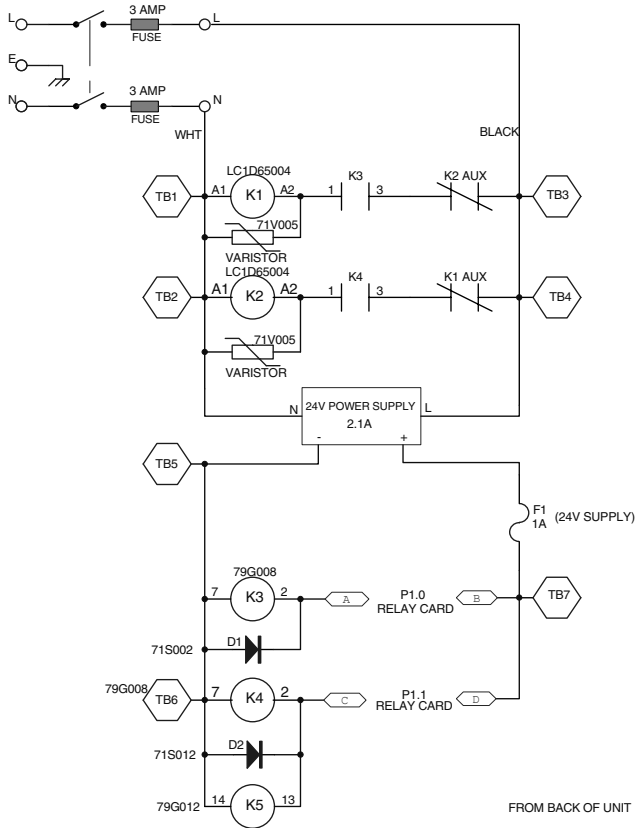 L
3 AMP
FUSE
L
E
N
3 AMP
FUSE
N
WHT
BLACK
TB1
LC1D65004
A1
K1
A2
1
K3
3
K2 AUX
TB3
71V005
VARISTOR
TB2
LC1D65004
A1
K2
A2
1
K4
3
K1 AUX
TB4
71V005
VARISTOR
N
24V POWER SUPPLY
2.1A
L
-
+
TB5
F1
1A
(24V SUPPLY)
79G008
7
K3
2
A
P1.0
RELAY CARD
B
TB7
71S002
D1
79G008
TB6
7
K4
2
C
P1.1
RELAY CARD
D
71S012
D2
79G012
14
K5
13
FROM BACK OF UNIT